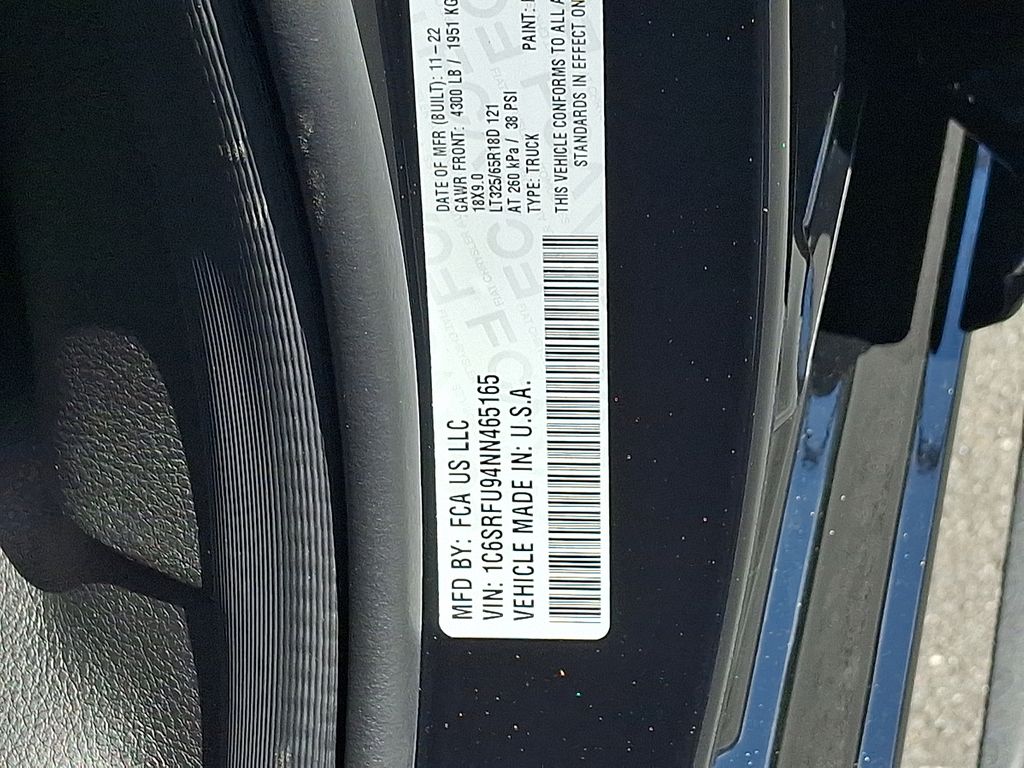 MFD BY: FCA US LLC
VIN: 1C6SRFU94NN465165
VEHICLE MADE IN: U.S.A.
DATE OF MFR (BUILT): 11-22
GAWR FRONT: 4300 LB / 1951 KG
18X9.0
LT325/65R18D 121
AT 260 kPa / 38 PSI
TYPE: TRUCK PAINT:
THIS VEHICLE CONFORMS TO ALL
STANDARDS IN EFFECT ON